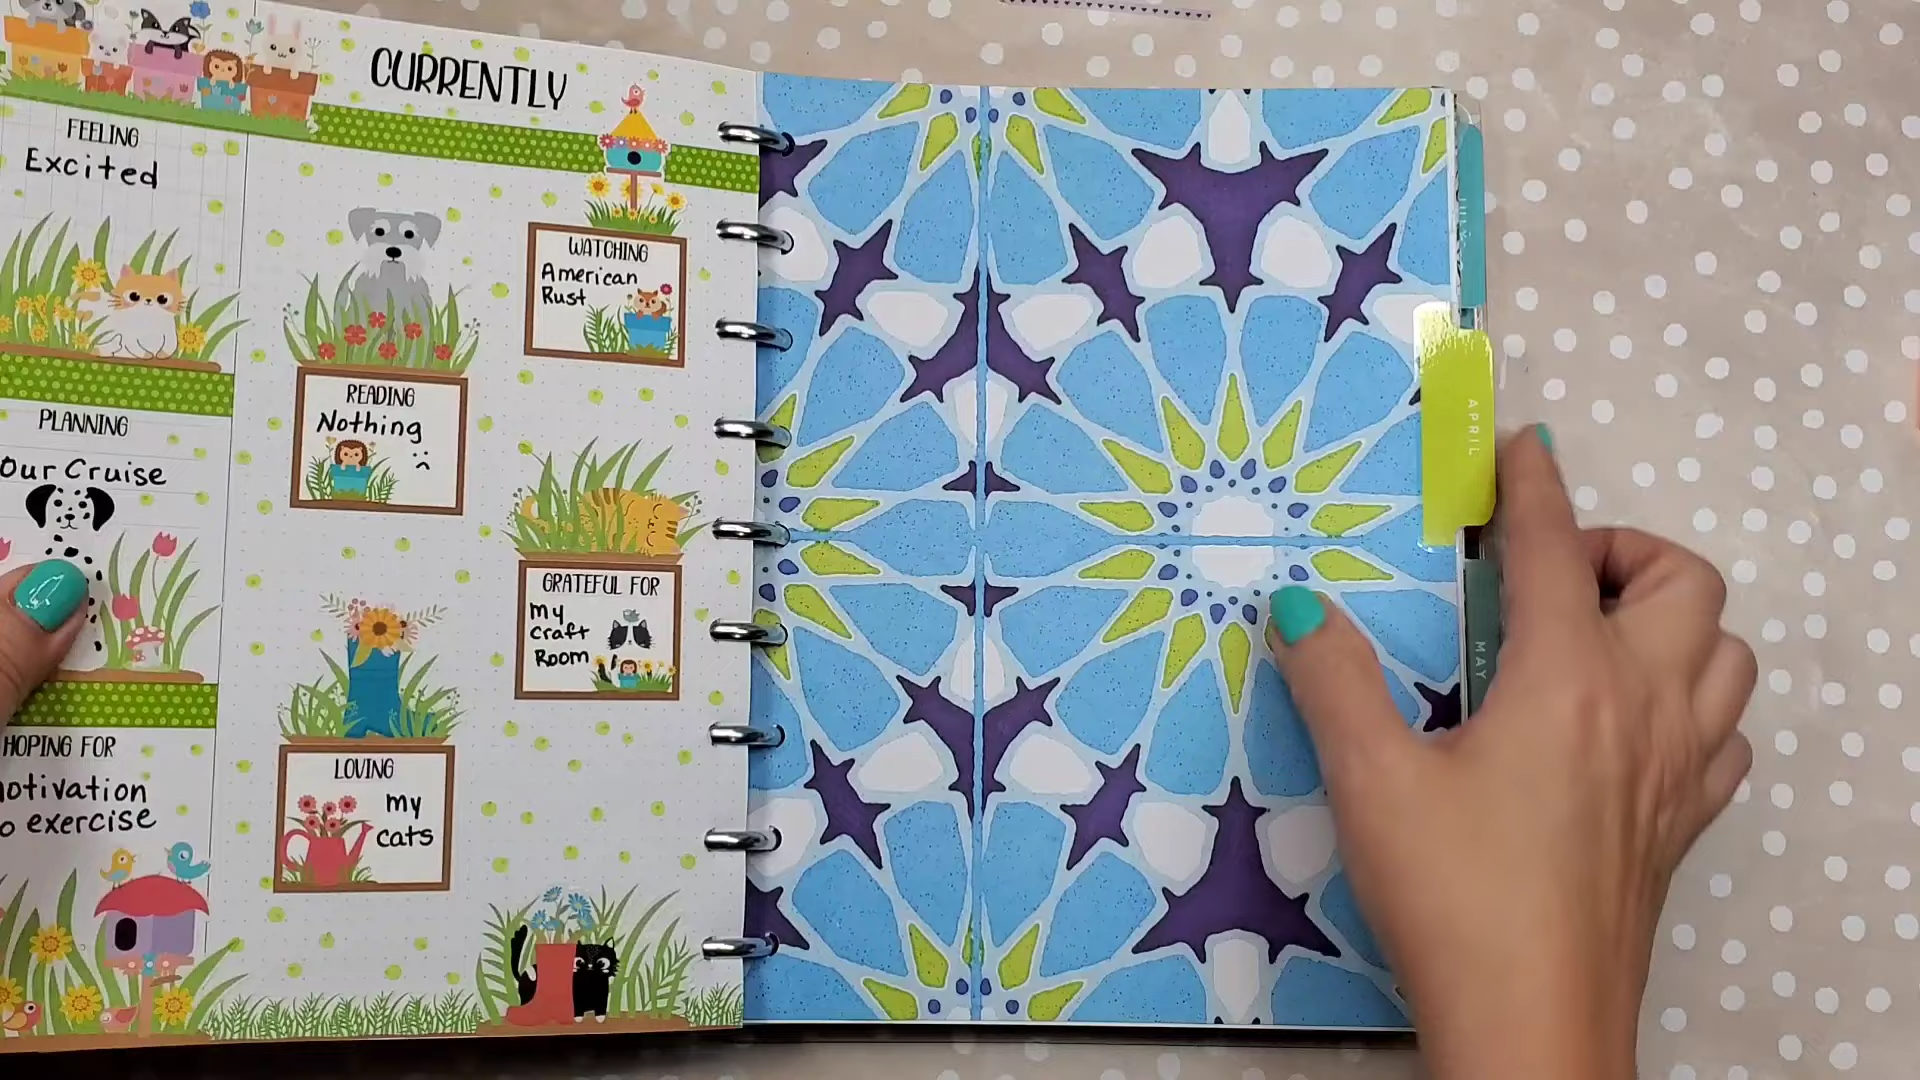 CURRENTLY
FEELING
Excited
PLANNING
our Cruise
HOPING FOR
exercise
READING
Nothing
:(
LOVING
my
cats
WATCHING
American
Rust
GRATEFUL FOR
my
craft
Room
APRIL
MAY